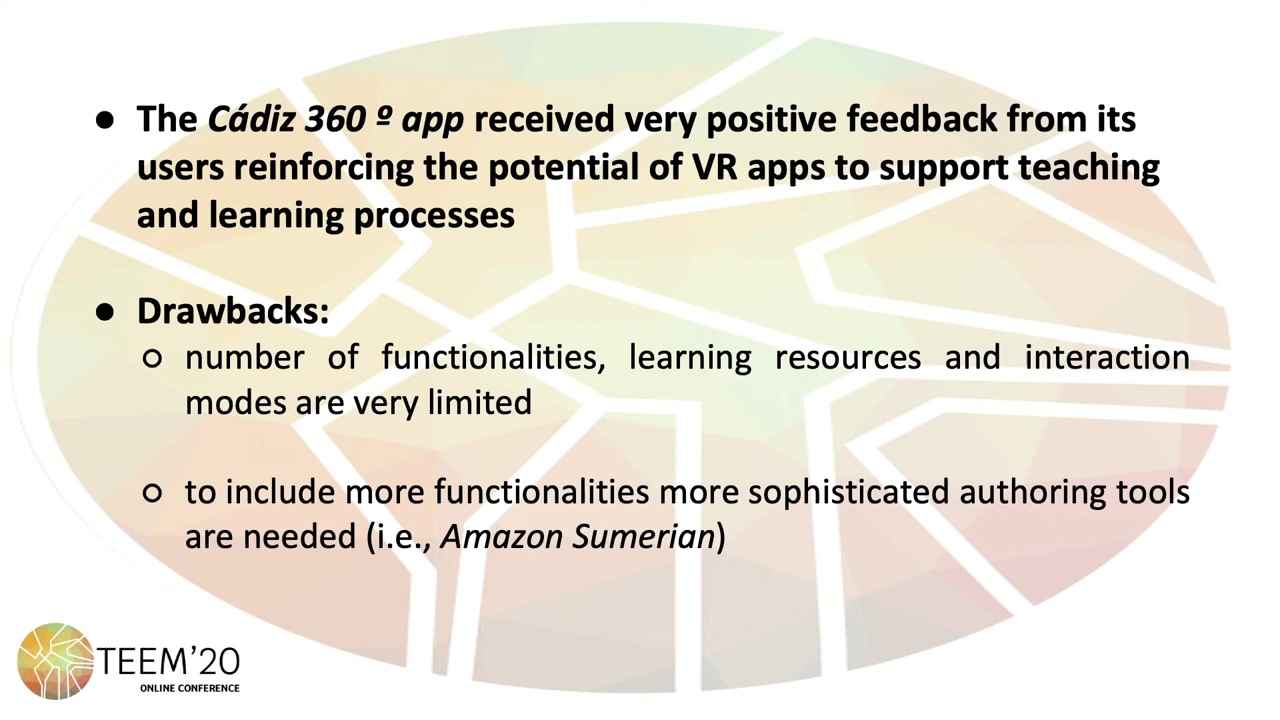 ● The Cádiz 360 º app received very positive feedback from its
users reinforcing the potential of VR apps to support teaching
and learning processes
● Drawbacks:
○ number of functionalities, learning resources and interaction
modes are very limited
○ to include more functionalities more sophisticated authoring tools
are needed (i.e., Amazon Sumerian)
TEEM'20
ONLINE CONFERENCE